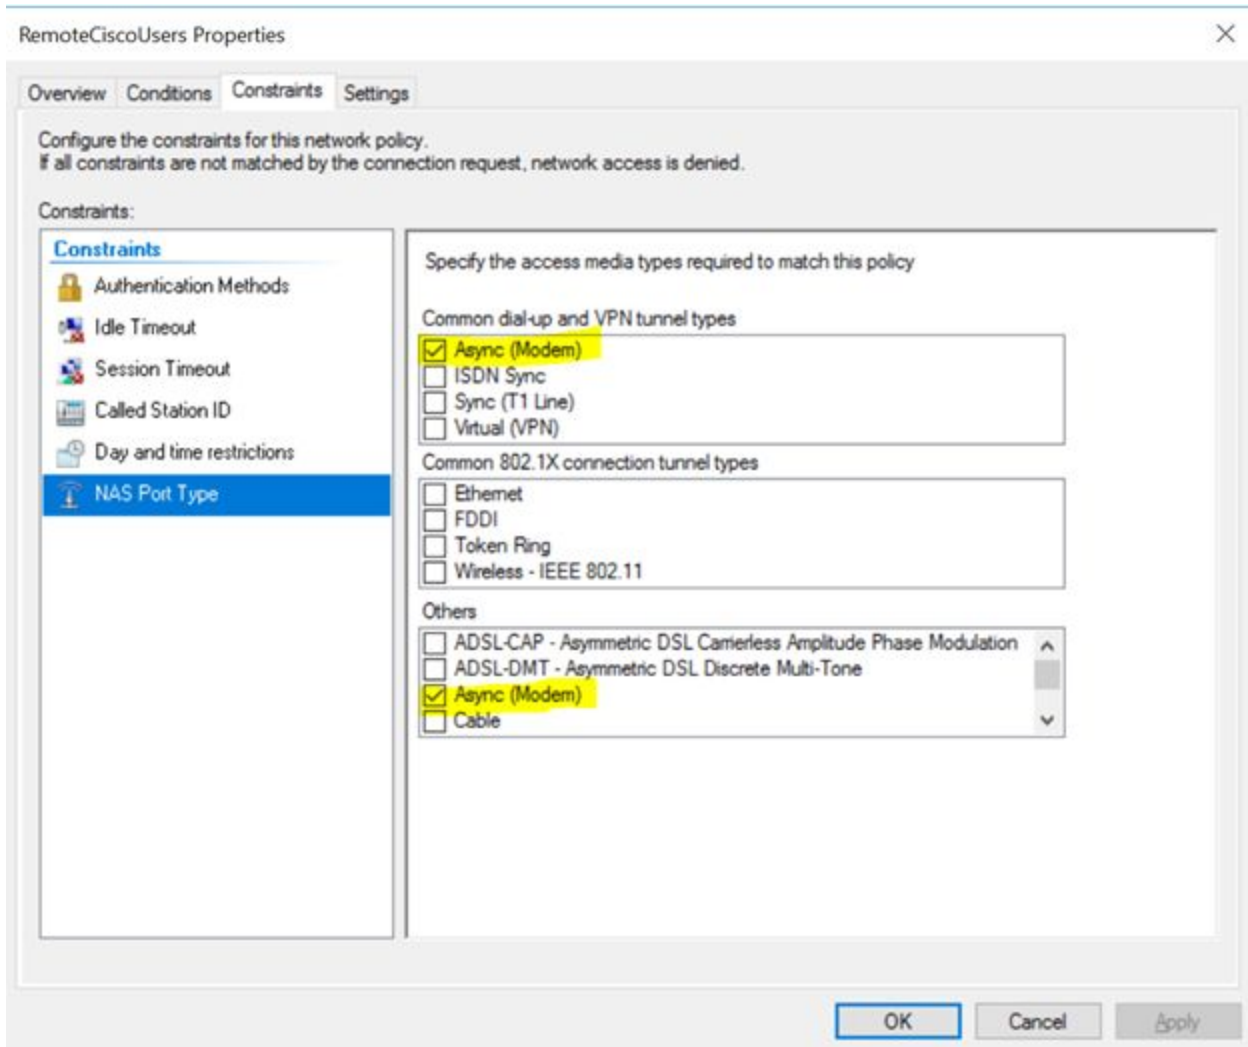 RemoteCiscoUsers Properties
Overview Conditions Constraints Settings
Configure the constraints for this network policy.
If all constraints are not matched by the connection request, network access is denied.
Constraints:
Constraints
Authentication Methods
Idle Timeout
Session Timeout
Called Station ID
Day and time restrictions
NAS Port Type
Specify the access media types required to match this policy
Common dial-up and VPN tunnel types
Async (Modem)
ISDN Sync
Sync (T1 Line)
Virtual (VPN)
Common 802.1X connection tunnel types
Ethernet
FDDI
Token Ring
Wireless - IEEE 802.11
Others
ADSL-CAP - Asymmetric DSL Carrierless Amplitude Phase Modulation
ADSL-DMT - Asymmetric DSL Discrete Multi-Tone
Async (Modem)
Cable
OK Cancel Apply